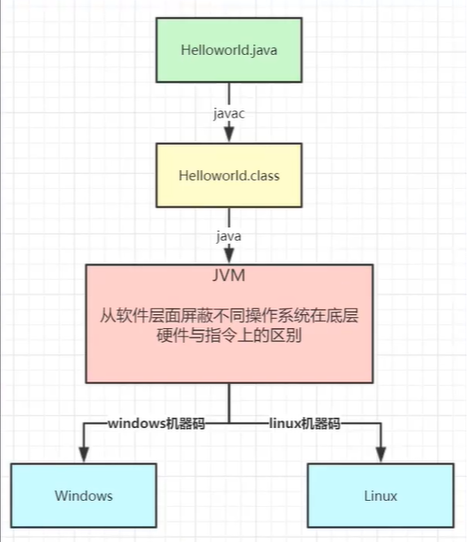 Helloworld.java
javac
Helloworld.class
java
JVM
从软件层面屏蔽不同操作系统在底层
硬件与指令上的区别
windows机器码
linux机器码
Windows
Linux